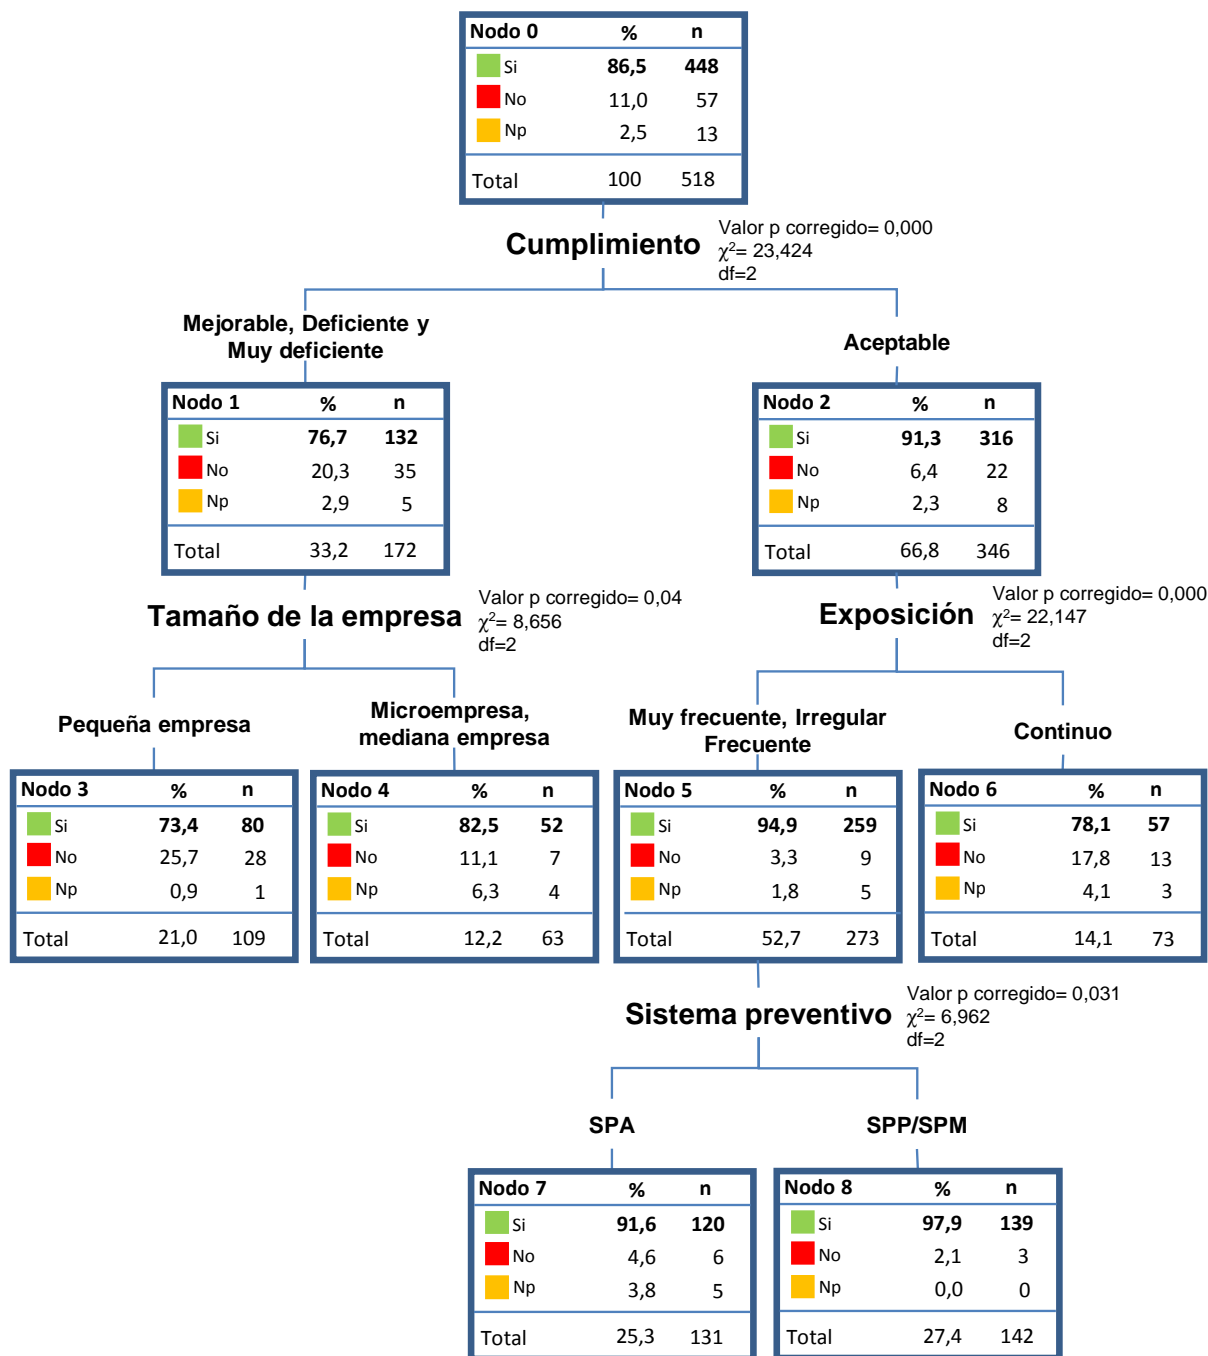 Nodo 0 % n
Si 86,5 448
No 11,0 57
Np 2,5 13
Total 100 518
Cumplimiento
Valor p corregido= 0,000
χ²= 23,424
df=2
Mejorable, Deficiente y
Muy deficiente
Aceptable
Nodo 1 % n
Si 76,7 132
No 20,3 35
Np 2,9 5
Total 33,2 172
Nodo 2 % n
Si 91,3 316
No 6,4 22
Np 2,3 8
Total 66,8 346
Tamaño de la empresa
Valor p corregido= 0,04
χ²= 8,656
df=2
Exposición
Valor p corregido= 0,000
χ²= 22,147
df=2
Pequeña empresa
Microempresa,
mediana empresa
Muy frecuente, Irregular
Frecuente
Continuo
Nodo 3 % n
Si 73,4 80
No 25,7 28
Np 0,9 1
Total 21,0 109
Nodo 4 % n
Si 82,5 52
No 11,1 7
Np 6,3 4
Total 12,2 63
Nodo 5 % n
Si 94,9 259
No 3,3 9
Np 1,8 5
Total 52,7 273
Nodo 6 % n
Si 78,1 57
No 17,8 13
Np 4,1 3
Total 14,1 73
Sistema preventivo
Valor p corregido= 0,031
χ²= 6,962
df=2
SPA
SPP/SPM
Nodo 7 % n
Si 91,6 120
No 4,6 6
Np 3,8 5
Total 25,3 131
Nodo 8 % n
Si 97,9 139
No 2,1 3
Np 0,0 0
Total 27,4 142